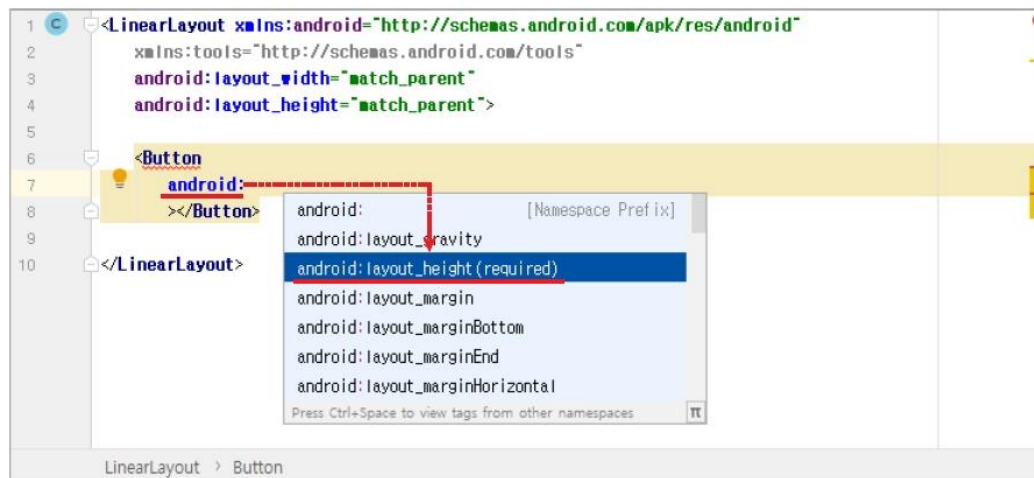 1 C <LinearLayout xmlns:android="http://schemas.android.com/apk/res/android"
2 xmlns:tools="http://schemas.android.com/tools"
3 android:layout_width="match_parent"
4 android:layout_height="match_parent">
5
6 <Button
7 android:
8 ></Button>
9
10 </LinearLayout>
android: [Namespace Prefix]
android:layout_gravity
android:layout_height(required)
android:layout_margin
android:layout_marginBottom
android:layout_marginEnd
android:layout_marginHorizontal
Press Ctrl+Space to view tags from other namespaces π
LinearLayout > Button